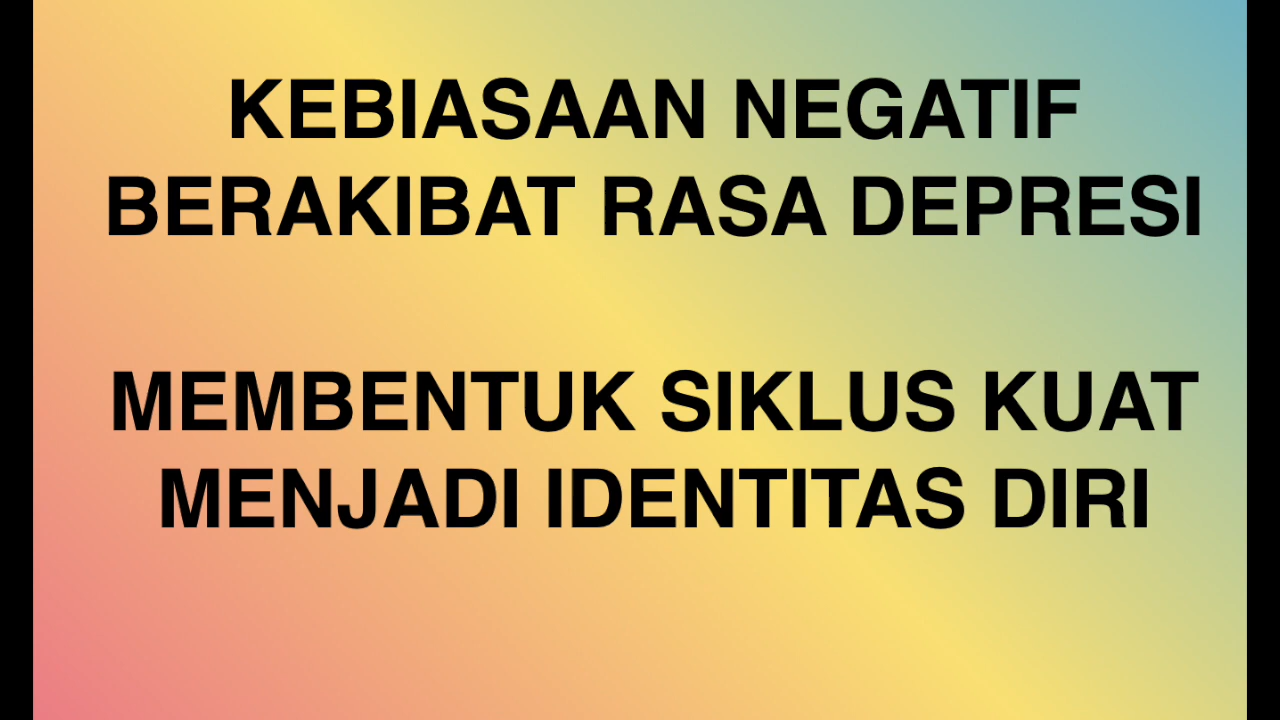 KEBIASAAN NEGATIF
BERAKIBAT RASA DEPRESI
MEMBENTUK SIKLUS KUAT
MENJADI IDENTITAS DIRI